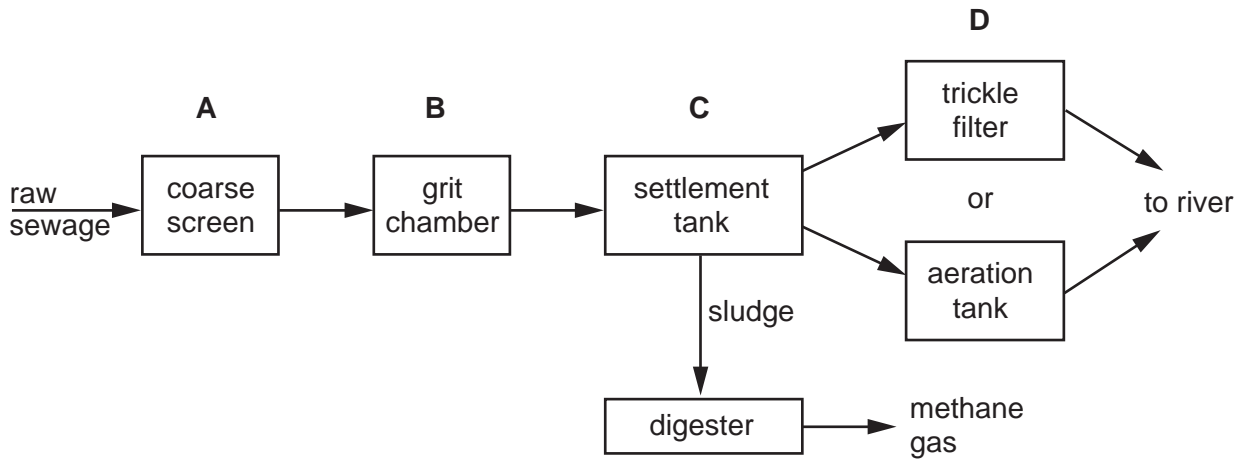 D
A
B
C
trickle
filter
raw
sewage
coarse
screen
grit
chamber
settlement
tank
or
to river
aeration
tank
sludge
digester
methane
gas